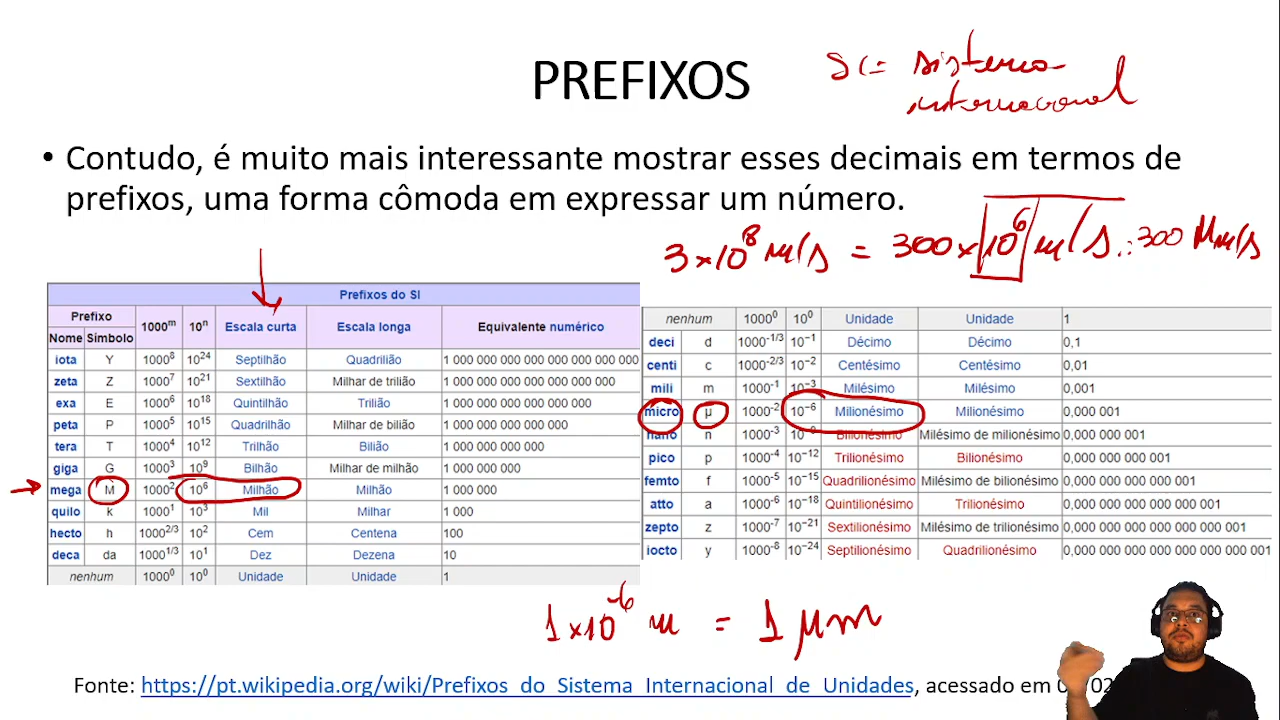 PREFIXOS
SI = sistema
internacional
• Contudo, é muito mais interessante mostrar esses decimais em termos de
prefixos, uma forma cômoda em expressar um número.
3×10⁸ m/s = 300×10⁶ m/s = 300 Mm/s
Prefixos do SI
Prefixo 1000ᵐ 10ⁿ Escala curta Escala longa Equivalente numérico
Nome Símbolo
iota Y 1000⁸ 10²⁴ Septilhão Quadrilião 1 000 000 000 000 000 000 000 000
zeta Z 1000⁷ 10²¹ Sextilhão Milhar de trilião 1 000 000 000 000 000 000 000
exa E 1000⁶ 10¹⁸ Quintilhão Trilião 1 000 000 000 000 000 000
peta P 1000⁵ 10¹⁵ Quadrilhão Milhar de bilião 1 000 000 000 000 000
tera T 1000⁴ 10¹² Trilhão Bilião 1 000 000 000 000
giga G 1000³ 10⁹ Bilhão Milhar de milhão 1 000 000 000
mega M 1000² 10⁶ Milhão Milhão 1 000 000
quilo k 1000¹ 10³ Mil Milhar 1 000
hecto h 1000²ᐟ³ 10² Cem Centena 100
deca da 1000¹ᐟ³ 10¹ Dez Dezena 10
nenhum 1000⁰ 10⁰ Unidade Unidade 1
nenhum 1000⁰ 10⁰ Unidade Unidade 1
deci d 1000⁻¹ᐟ³ 10⁻¹ Décimo Décimo 0,1
centi c 1000⁻²ᐟ³ 10⁻² Centésimo Centésimo 0,01
mili m 1000⁻¹ 10⁻³ Milésimo Milésimo 0,001
micro µ 1000⁻² 10⁻⁶ Milionésimo Milionésimo 0,000 001
nano n 1000⁻³ 10⁻⁹ Bilionésimo Milésimo de milionésimo 0,000 000 001
pico p 1000⁻⁴ 10⁻¹² Trilionésimo Bilionésimo 0,000 000 000 001
femto f 1000⁻⁵ 10⁻¹⁵ Quadrilionésimo Milésimo de bilionésimo 0,000 000 000 000 001
atto a 1000⁻⁶ 10⁻¹⁸ Quintilionésimo Trilionésimo 0,000 000 000 000 000 001
zepto z 1000⁻⁷ 10⁻²¹ Sextilionésimo Milésimo de trilionésimo 0,000 000 000 000 000 000 001
iocto y 1000⁻⁸ 10⁻²⁴ Septilionésimo Quadrilionésimo 0,000 000 000 000 000 000 000 001
1×10⁻⁶ m = 1 µm
Fonte: https://pt.wikipedia.org/wiki/Prefixos_do_Sistema_Internacional_de_Unidades, acessado em